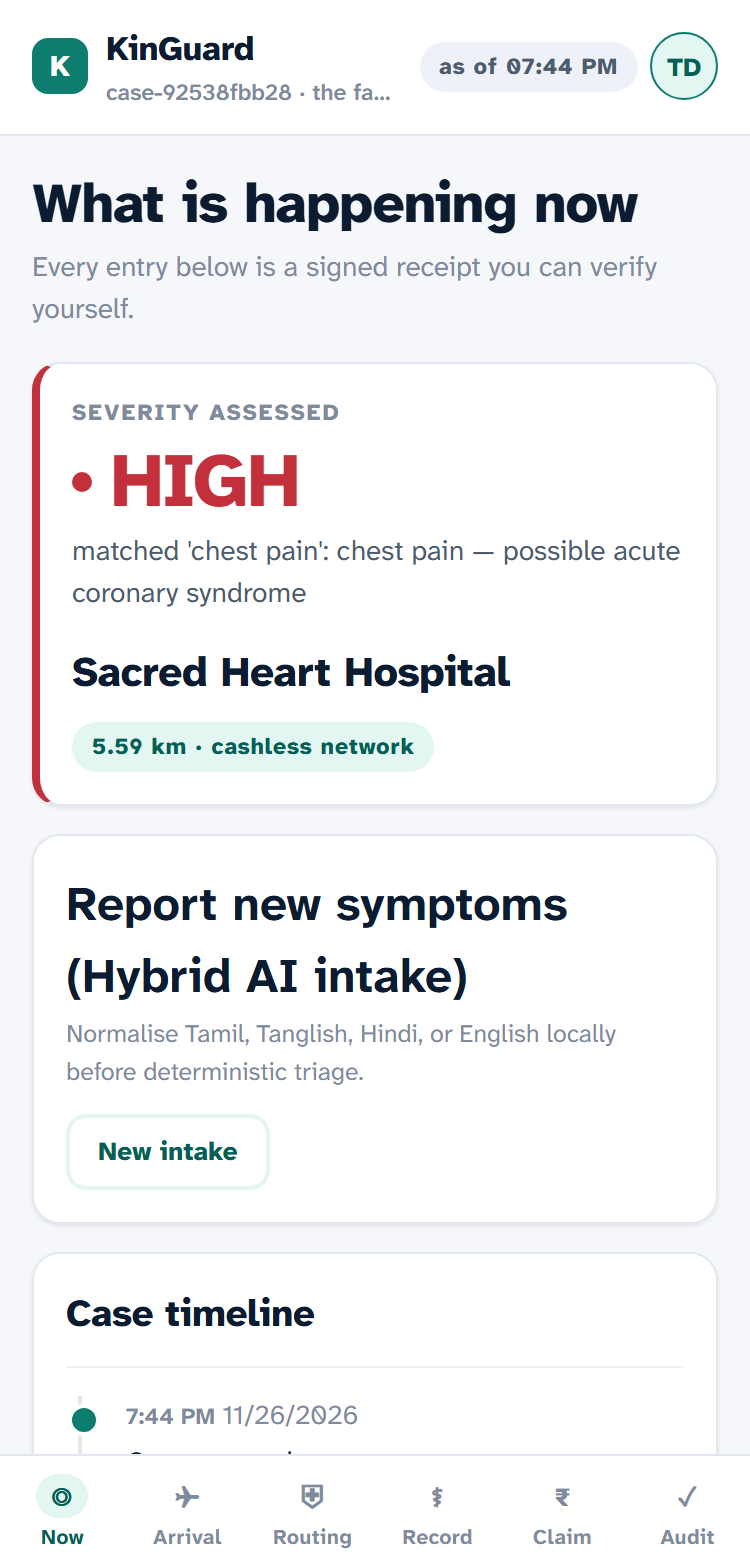 K
KinGuard
case-92538fbb28 · the fa...
as of 07:44 PM
TD
What is happening now
Every entry below is a signed receipt you can verify
yourself.
SEVERITY ASSESSED
• HIGH
matched 'chest pain': chest pain — possible acute
coronary syndrome
Sacred Heart Hospital
5.59 km · cashless network
Report new symptoms
(Hybrid AI intake)
Normalise Tamil, Tanglish, Hindi, or English locally
before deterministic triage.
New intake
Case timeline
7:44 PM 11/26/2026
Now
Arrival
Routing
Record
₹
Claim
Audit